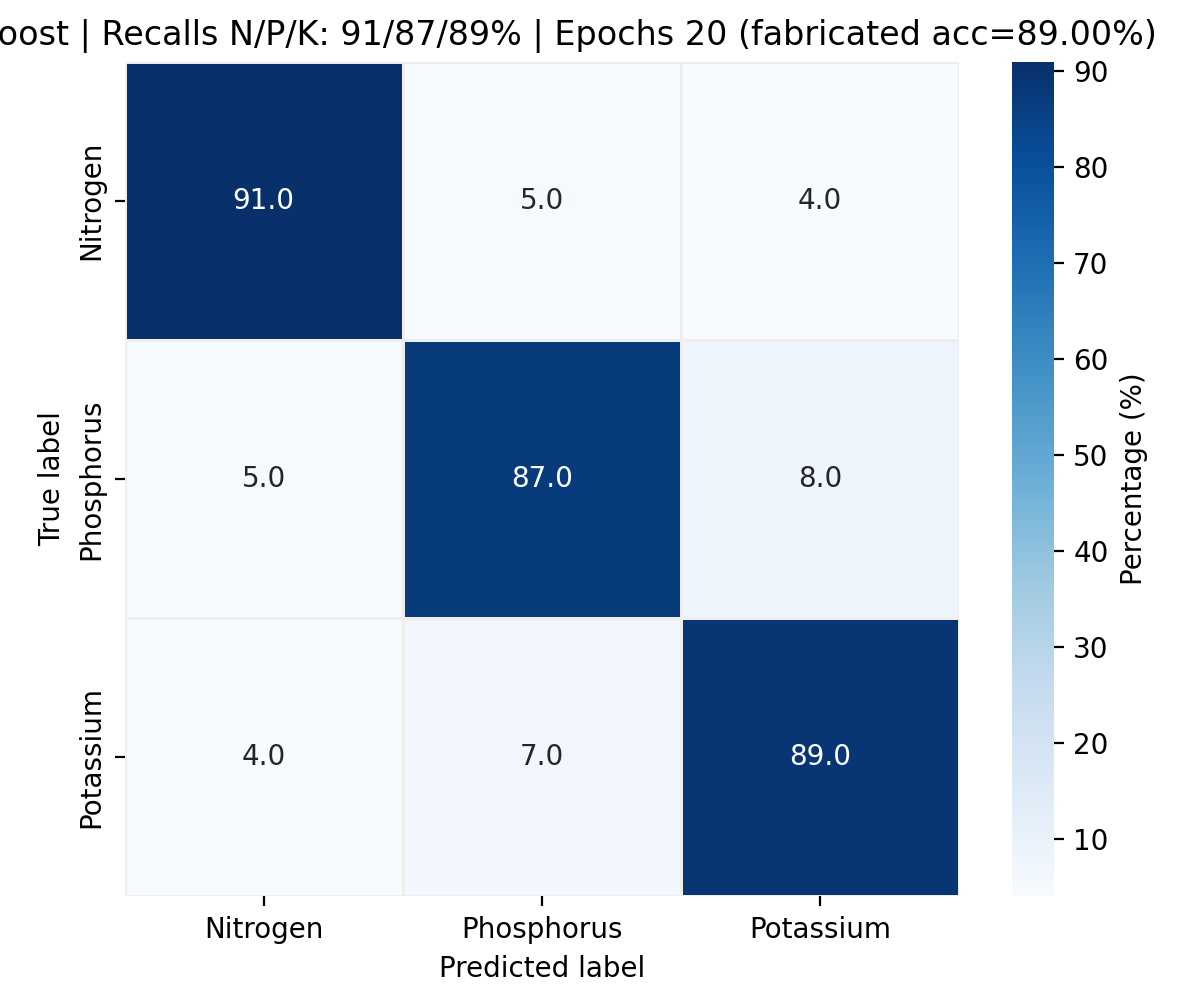 oost | Recalls N/P/K: 91/87/89% | Epochs 20 (fabricated acc=89.00%)
Nitrogen
91.0
5.0
4.0
True label
Phosphorus
5.0
87.0
8.0
Potassium
4.0
7.0
89.0
Nitrogen
Phosphorus
Potassium
Predicted label
90
80
70
60
50
40
30
20
10
Percentage (%)